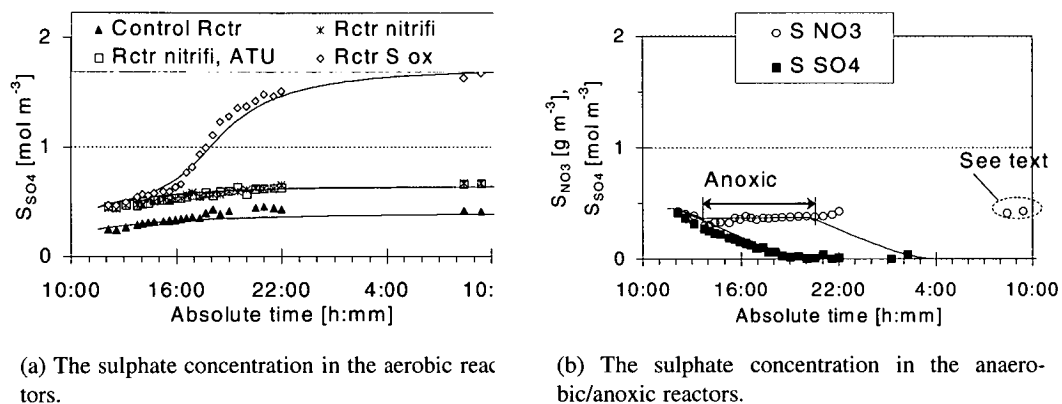 ▲ Control Rctr ж Rctr nitrifi
□ Rctr nitrifi, ATU ◇ Rctr S ox
2
1
0
S_SO4 [mol m⁻³]
10:00 16:00 22:00 4:00 10:
Absolute time [h:mm]
(a) The sulphate concentration in the aerobic reac
tors.
○ S NO3
■ S SO4
2
1
0
S_NO3 [g m⁻³],
S_SO4 [mol m⁻³]
See text
Anoxic
10:00 16:00 22:00 4:00 10:00
Absolute time [h:mm]
(b) The sulphate concentration in the anaero-
bic/anoxic reactors.